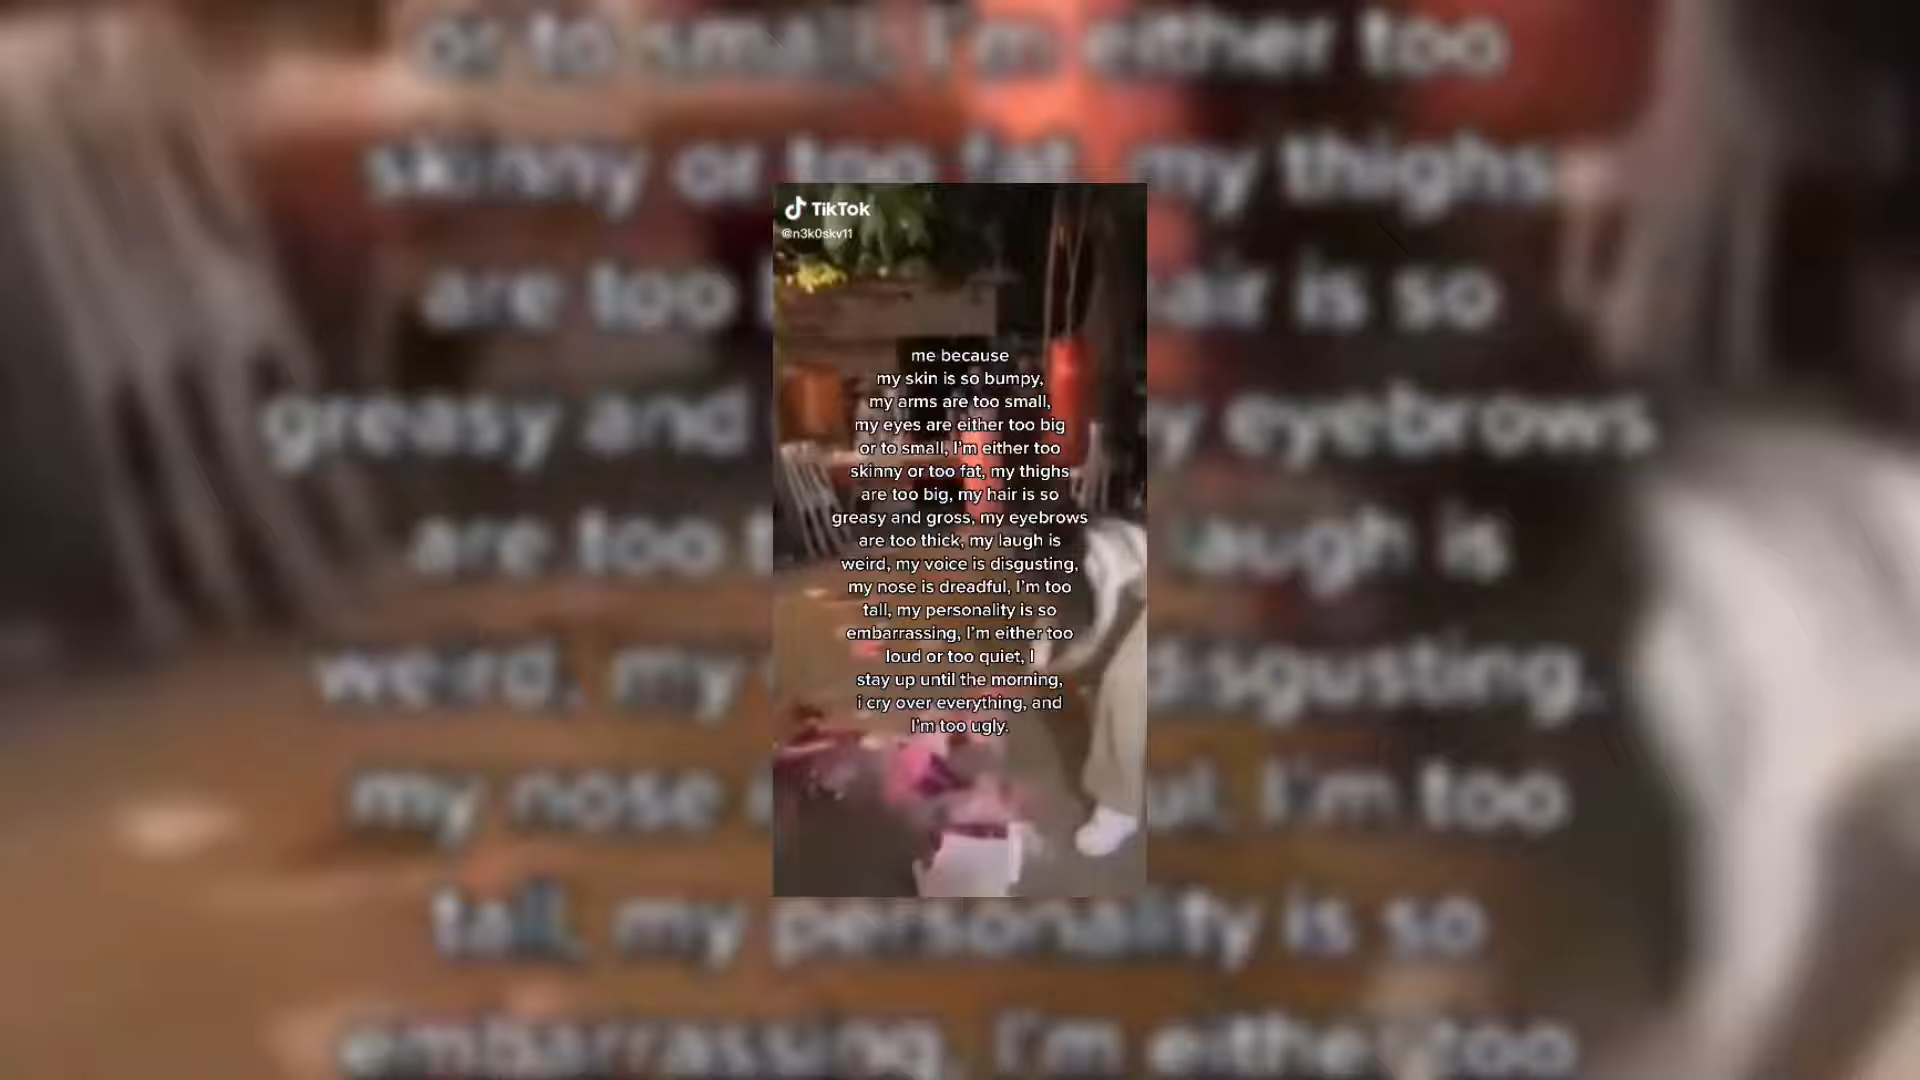 TikTok
@n3k0skv11
me because
my skin is so bumpy,
my arms are too small,
my eyes are either too big
or to small, I'm either too
skinny or too fat, my thighs
are too big, my hair is so
greasy and gross, my eyebrows
are too thick, my laugh is
weird, my voice is disgusting,
my nose is dreadful, I'm too
tall, my personality is so
embarrassing, I'm either too
loud or too quiet, I
stay up until the morning,
i cry over everything, and
I'm too ugly.